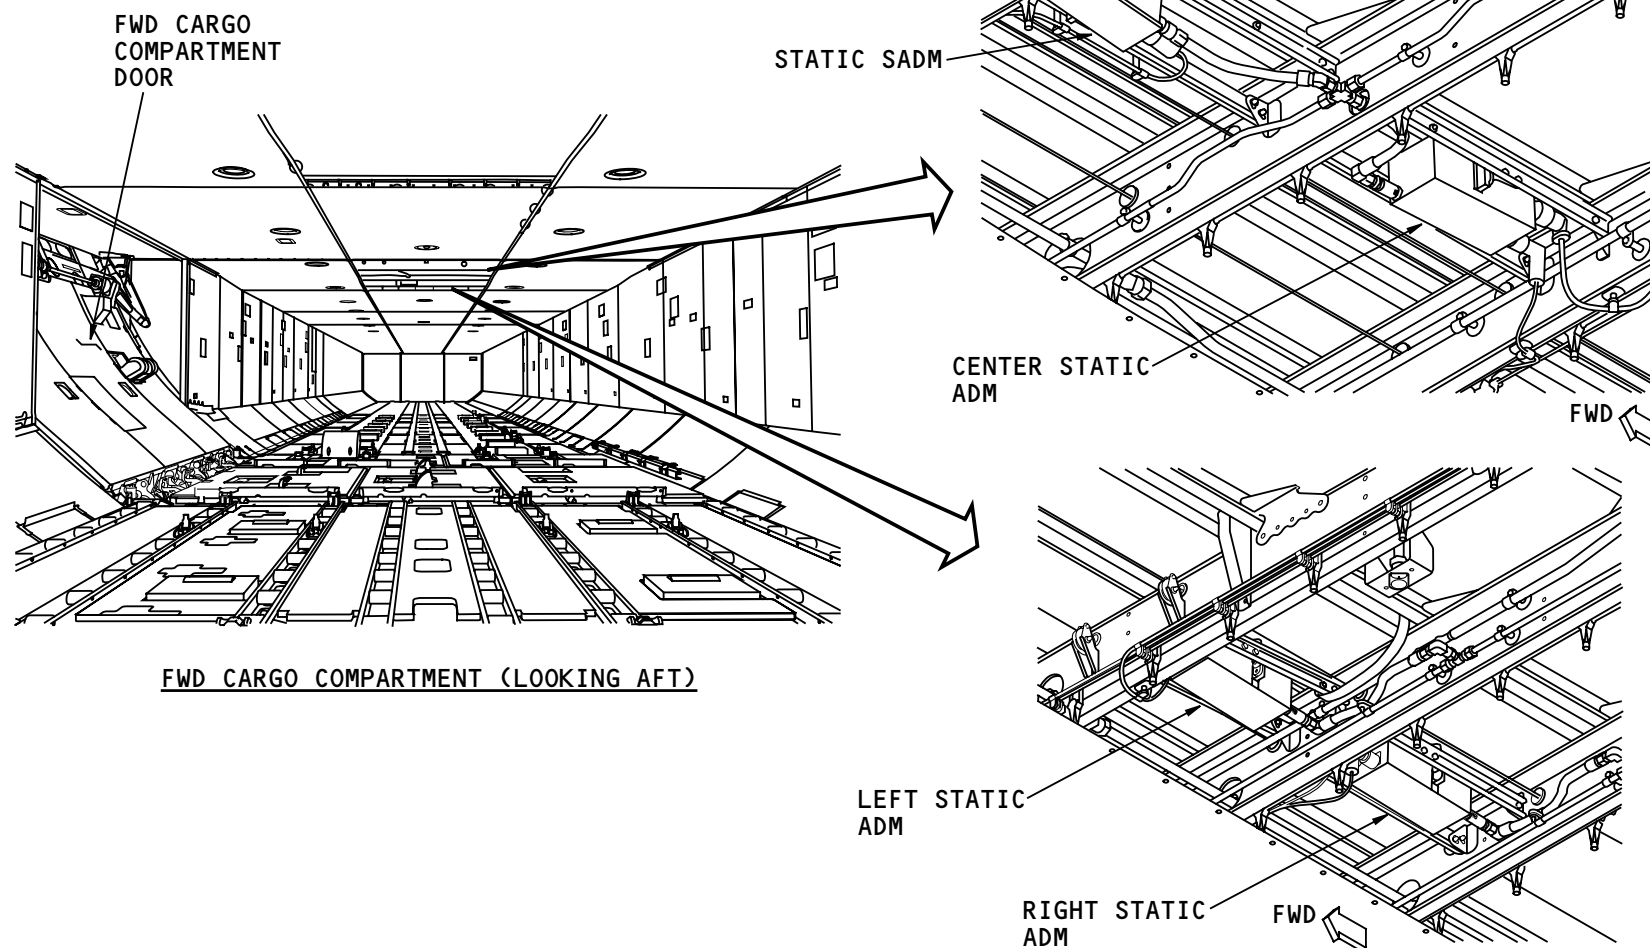 FWD CARGO
COMPARTMENT
DOOR
STATIC SADM
CENTER STATIC
ADM
FWD
FWD CARGO COMPARTMENT (LOOKING AFT)
LEFT STATIC
ADM
RIGHT STATIC
ADM
FWD